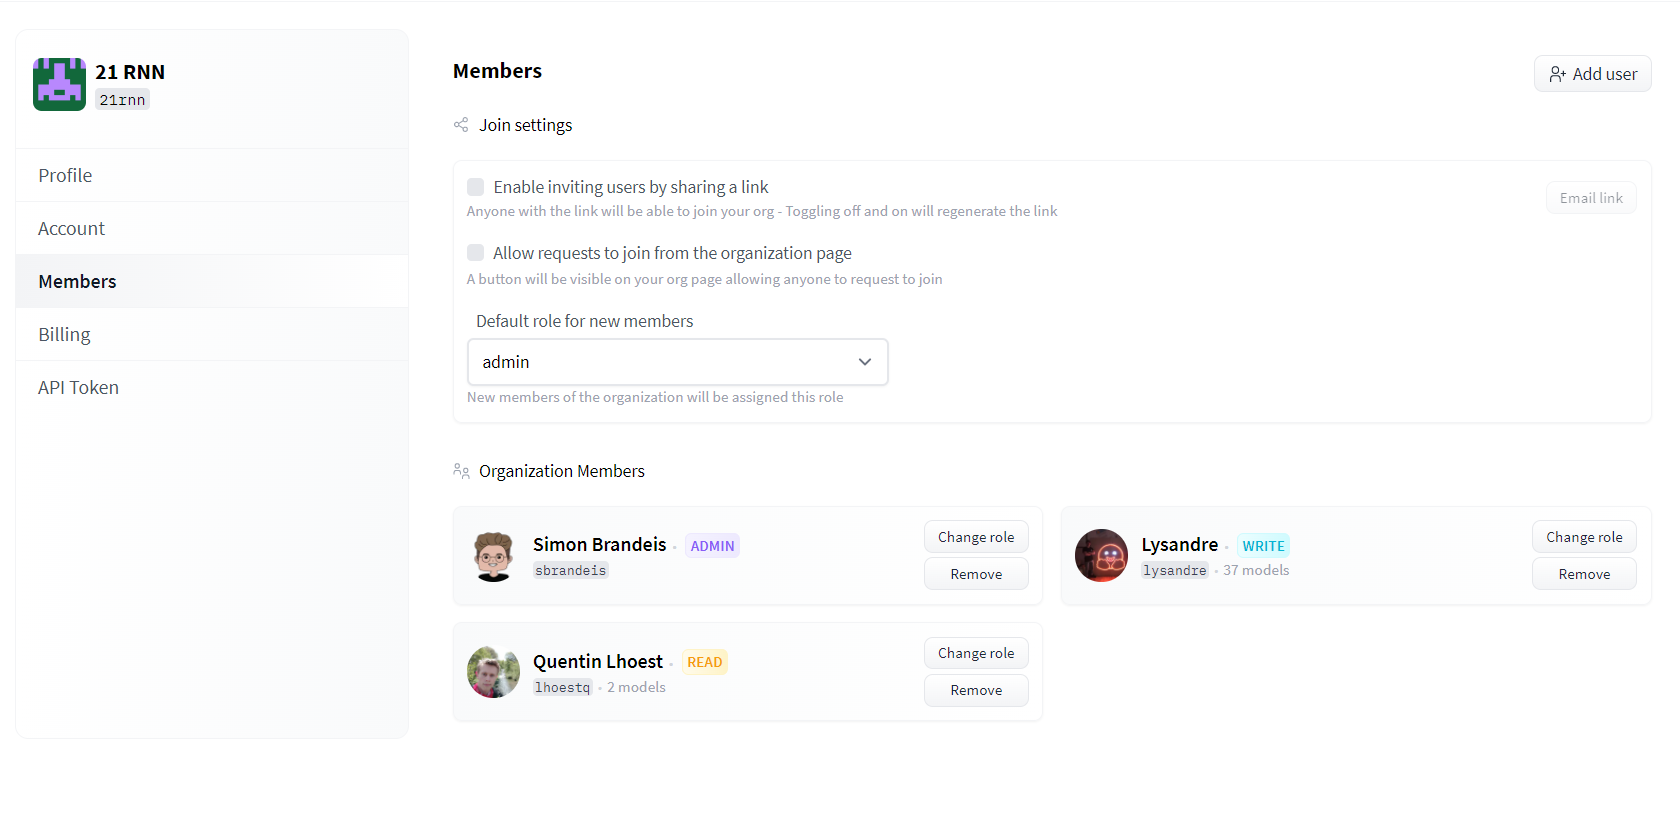 21 RNN
21rnn
Profile
Account
Members
Billing
API Token
Members
Add user
Join settings
Enable inviting users by sharing a link
Anyone with the link will be able to join your org - Toggling off and on will regenerate the link
Email link
Allow requests to join from the organization page
A button will be visible on your org page allowing anyone to request to join
Default role for new members
admin
New members of the organization will be assigned this role
Organization Members
Simon Brandeis • ADMIN
sbrandeis
Change role
Remove
Lysandre • WRITE
lysandre • 37 models
Change role
Remove
Quentin Lhoest • READ
lhoestq • 2 models
Change role
Remove